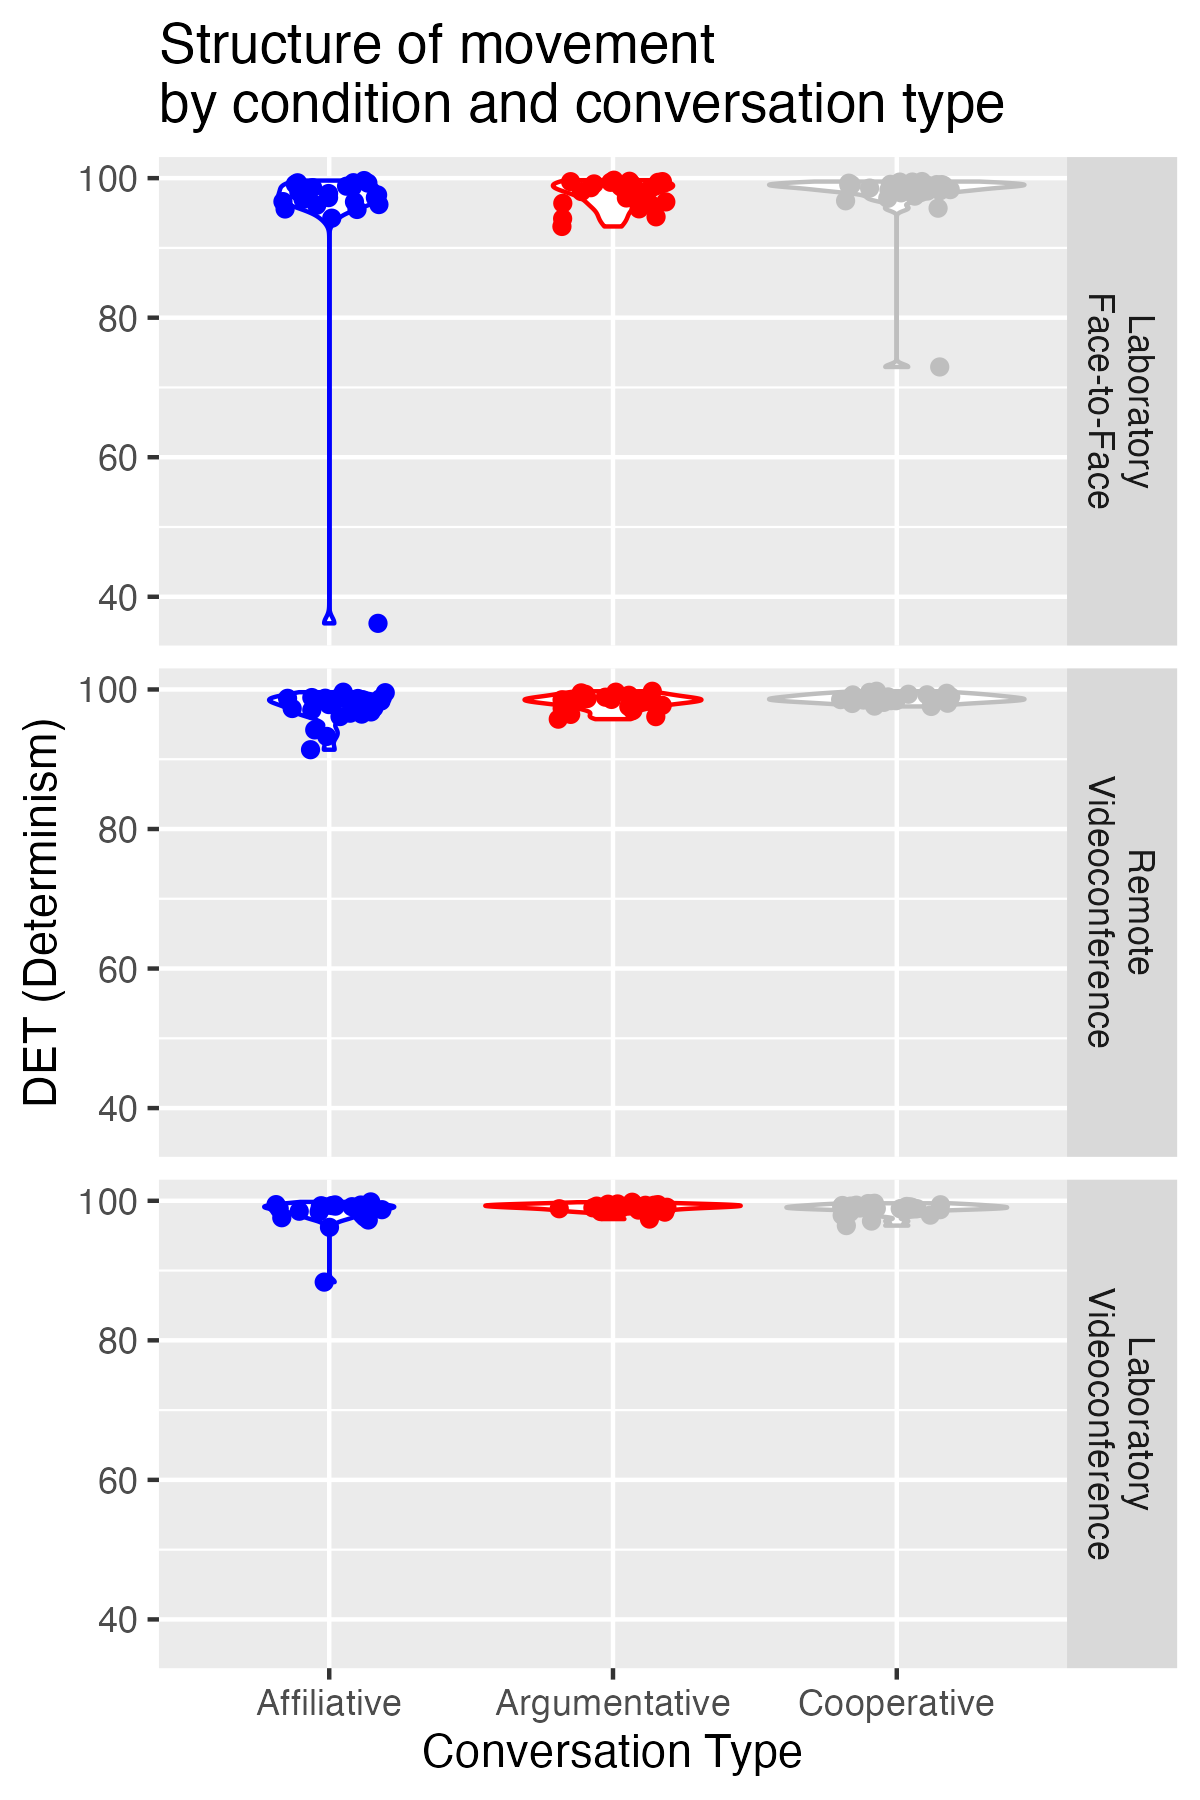 Structure of movement
by condition and conversation type
DET (Determinism)
100
80
60
40
Laboratory
Face-to-Face
100
80
60
40
Remote
Videoconference
100
80
60
40
Laboratory
Videoconference
Affiliative
Argumentative
Cooperative
Conversation Type